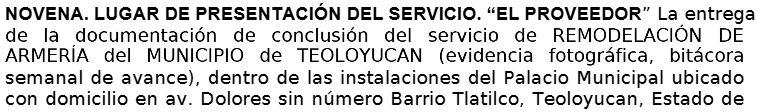 NOVENA. LUGAR DE PRESENTACIÓN DEL SERVICIO. “EL PROVEEDOR” La entrega
de la documentación de conclusión del servicio de REMODELACIÓN DE
ARMERÍA del MUNICIPIO de TEOLOYUCAN (evidencia fotográfica, bitácora
semanal de avance), dentro de las instalaciones del Palacio Municipal ubicado
con domicilio en av. Dolores sin número Barrio Tlatilco, Teoloyucan, Estado de